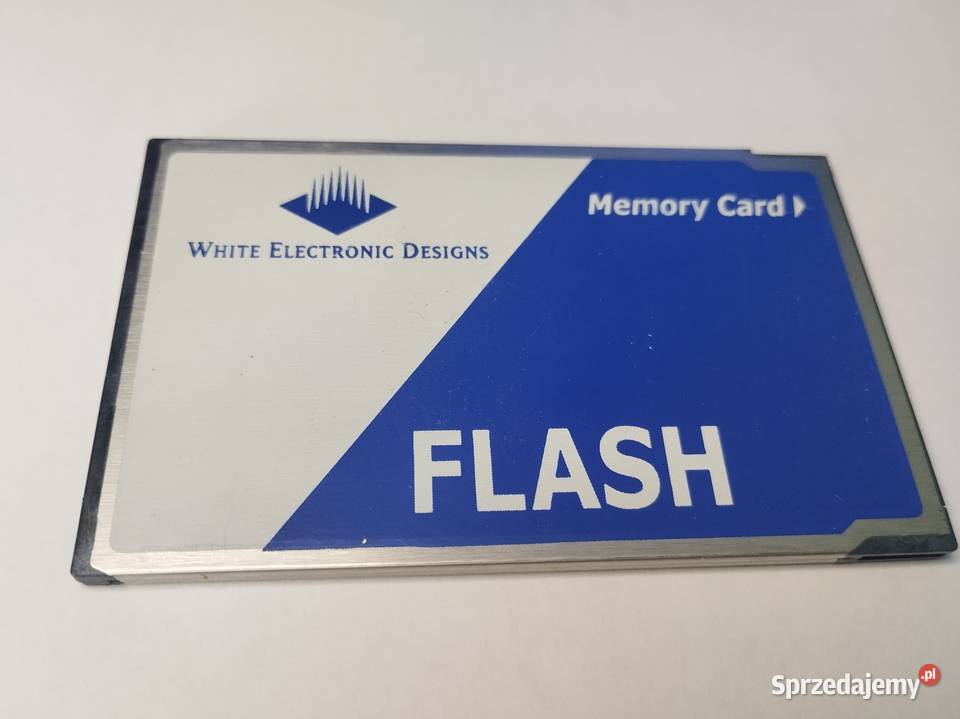 WHITE ELECTRONIC DESIGNS
Memory Card
FLASH
Sprzedajemy.pl